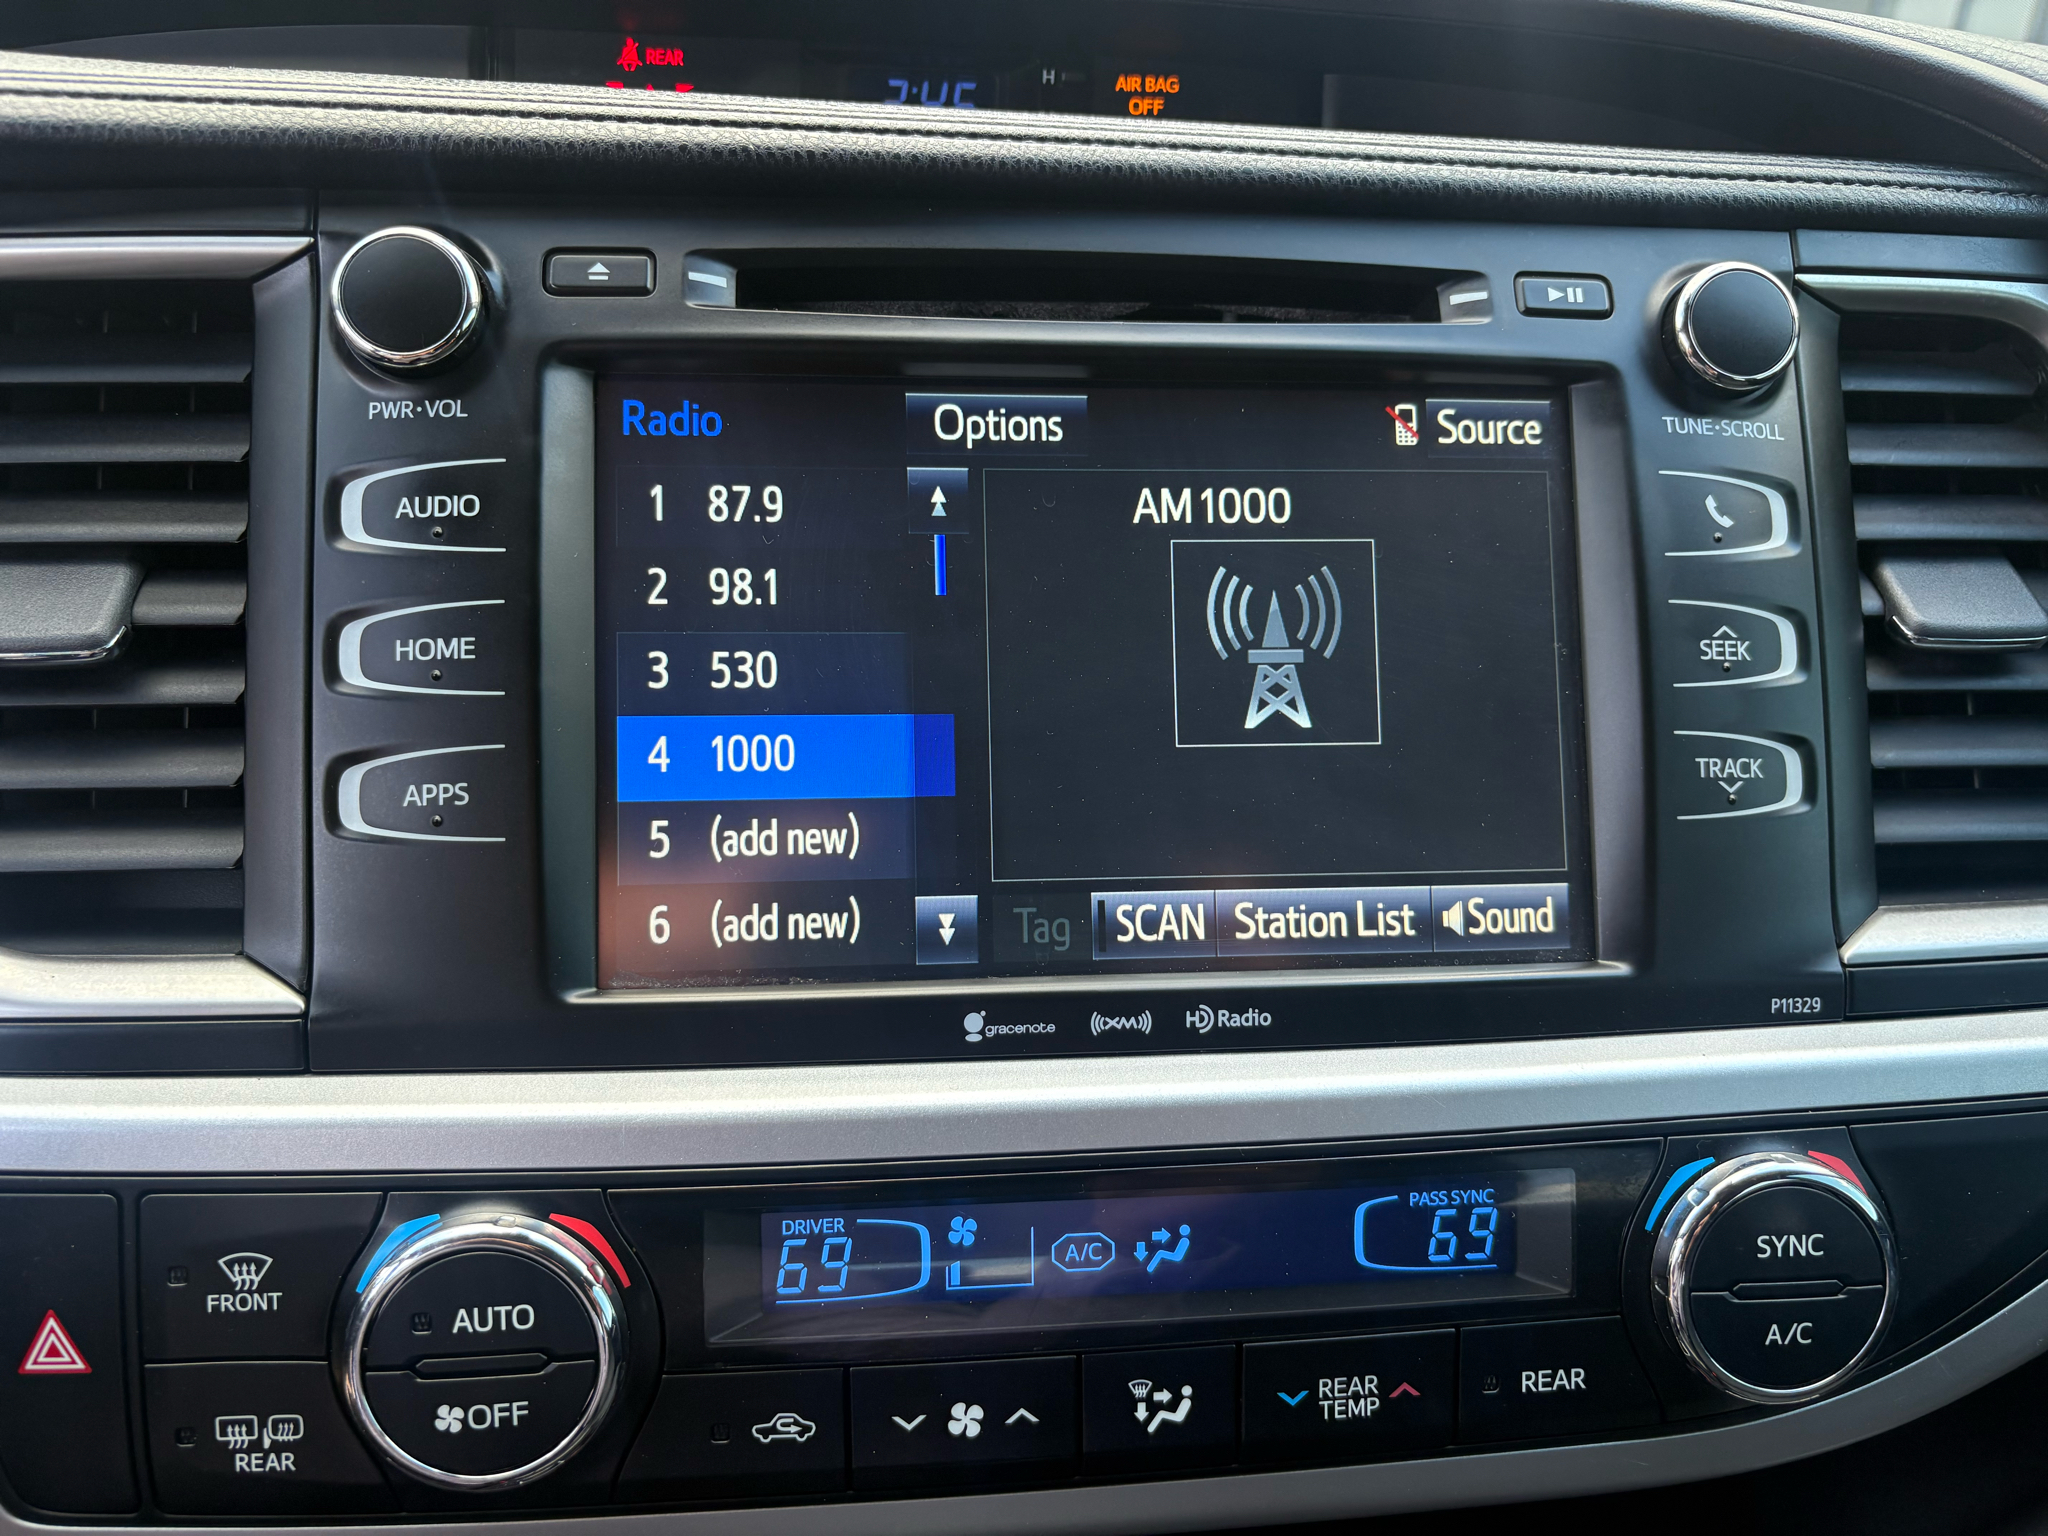 REAR
AIR BAG
OFF
H
PWR•VOL
TUNE•SCROLL
AUDIO
HOME
APPS
SEEK
TRACK
Radio
Options
Source
1 87.9
2 98.1
3 530
4 1000
5 (add new)
6 (add new)
AM 1000
Tag
SCAN
Station List
Sound
gracenote
((XM))
HD Radio
P11329
DRIVER
69
A/C
PASS SYNC
69
FRONT
REAR
AUTO
OFF
REAR
TEMP
REAR
SYNC
A/C